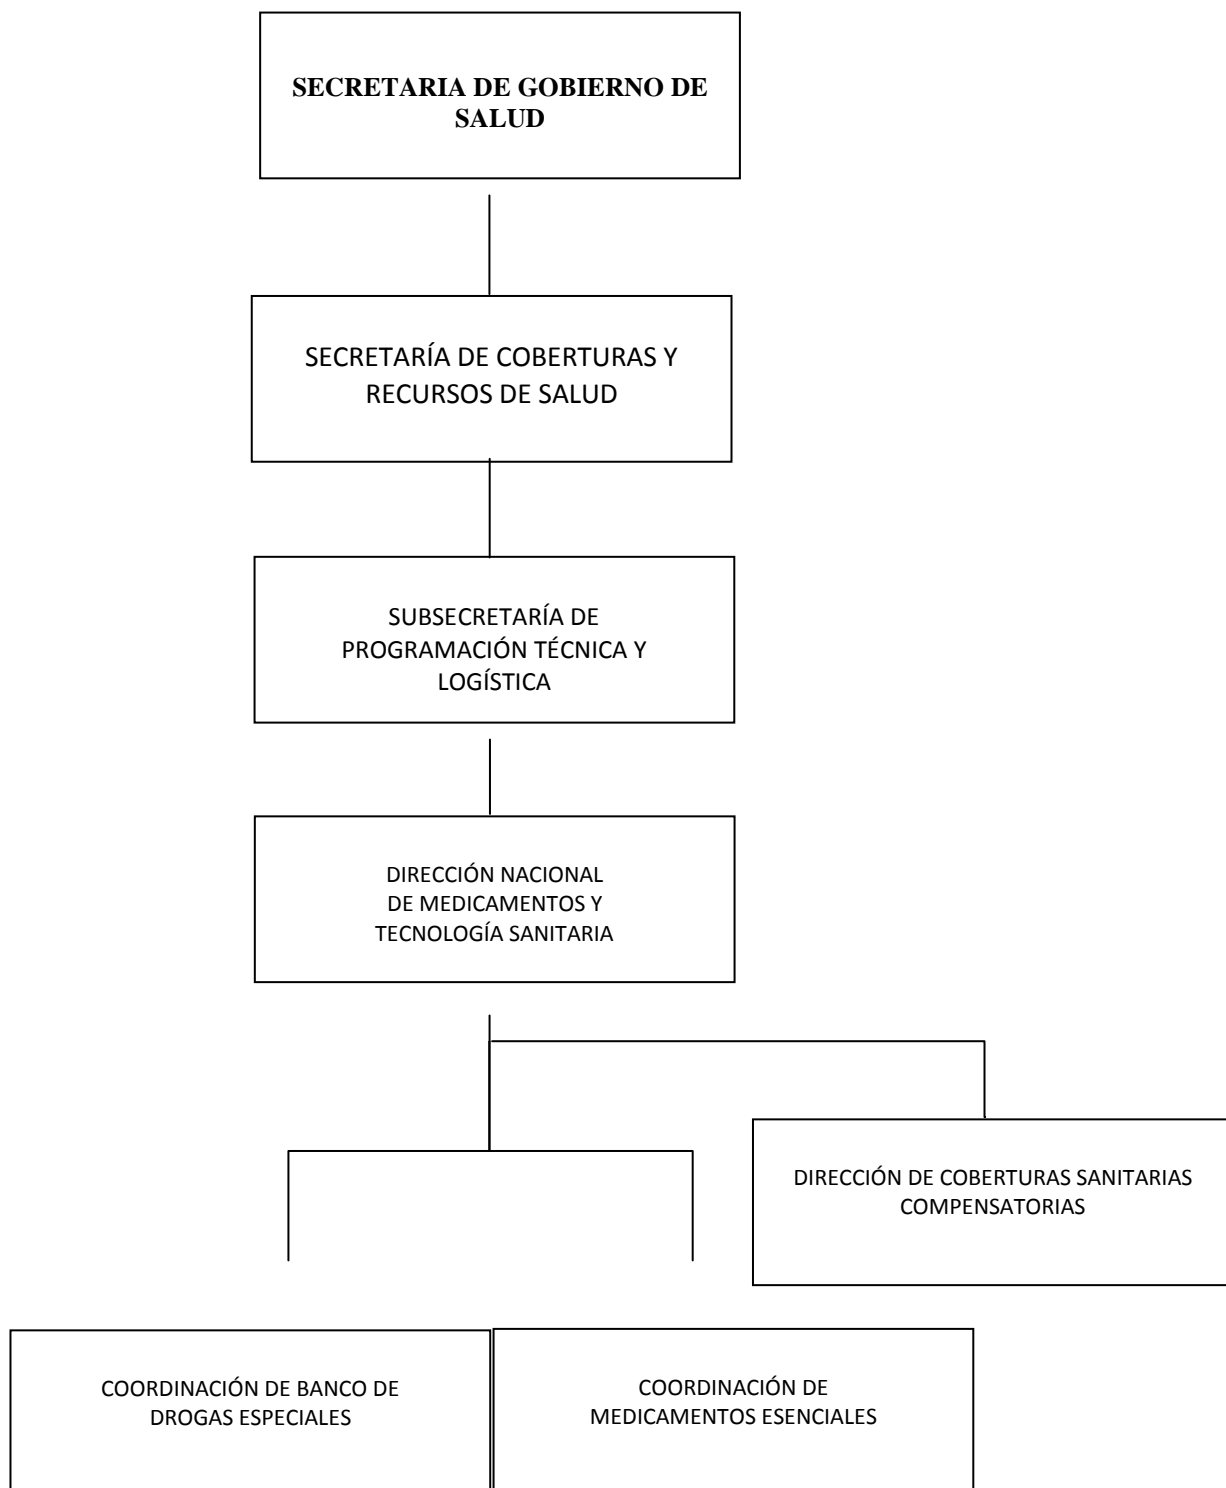 SECRETARIA DE GOBIERNO DE
SALUD
SECRETARÍA DE COBERTURAS Y
RECURSOS DE SALUD
SUBSECRETARÍA DE
PROGRAMACIÓN TÉCNICA Y
LOGÍSTICA
DIRECCIÓN NACIONAL
DE MEDICAMENTOS Y
TECNOLOGÍA SANITARIA
DIRECCIÓN DE COBERTURAS SANITARIAS
COMPENSATORIAS
COORDINACIÓN DE BANCO DE
DROGAS ESPECIALES
COORDINACIÓN DE
MEDICAMENTOS ESENCIALES